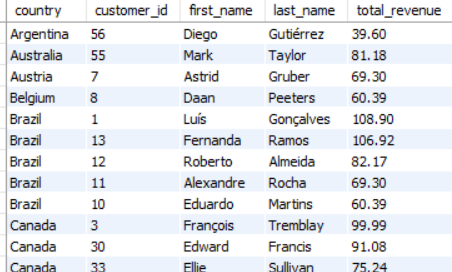 country customer_id first_name last_name total_revenue
Argentina 56 Diego Gutiérrez 39.60
Australia 55 Mark Taylor 81.18
Austria 7 Astrid Gruber 69.30
Belgium 8 Daan Peeters 60.39
Brazil 1 Luís Gonçalves 108.90
Brazil 13 Fernanda Ramos 106.92
Brazil 12 Roberto Almeida 82.17
Brazil 11 Alexandre Rocha 69.30
Brazil 10 Eduardo Martins 60.39
Canada 3 François Tremblay 99.99
Canada 30 Edward Francis 91.08
Canada 33 Ellie Sullivan 75.24